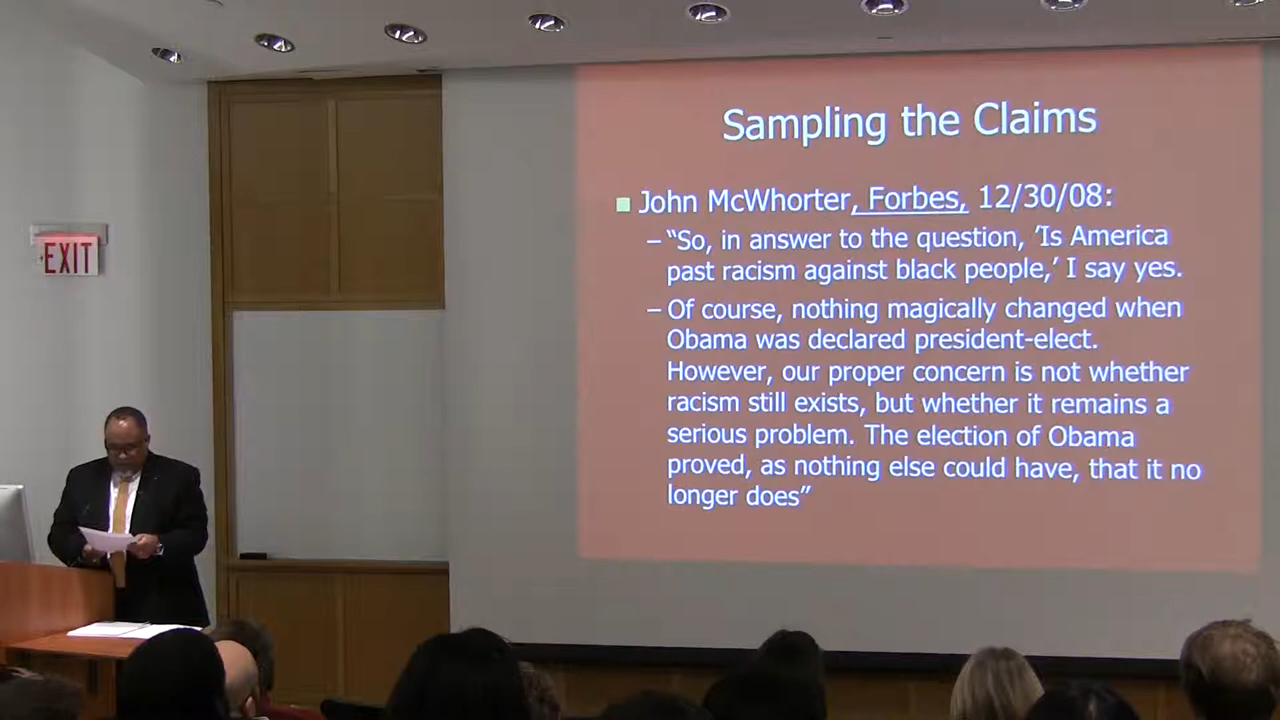 EXIT
Sampling the Claims
John McWhorter, Forbes, 12/30/08:
– “So, in answer to the question, ’Is America
past racism against black people,’ I say yes.
– Of course, nothing magically changed when
Obama was declared president-elect.
However, our proper concern is not whether
racism still exists, but whether it remains a
serious problem. The election of Obama
proved, as nothing else could have, that it no
longer does”